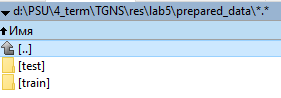 d:\PSU\4_term\TGNS\res\lab5\prepared_data\*.*
Имя
[..]
[test]
[train]